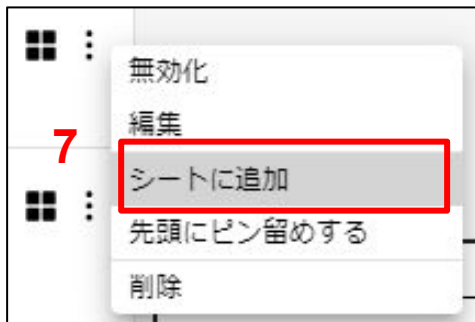 無効化
編集
7
シートに追加
先頭にピン留めする
削除